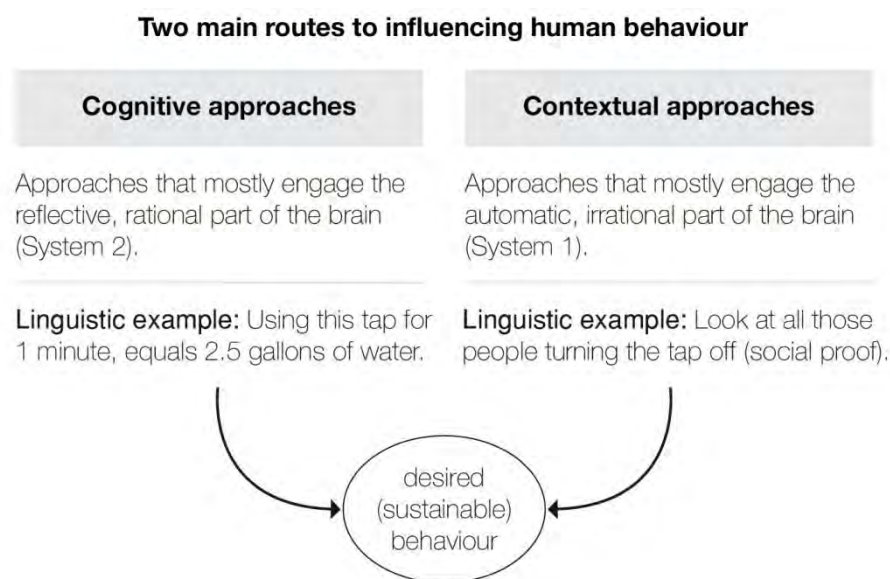 Two main routes to influencing human behaviour
Cognitive approaches
Approaches that mostly engage the
reflective, rational part of the brain
(System 2).
Linguistic example: Using this tap for
1 minute, equals 2.5 gallons of water.
Contextual approaches
Approaches that mostly engage the
automatic, irrational part of the brain
(System 1).
Linguistic example: Look at all those
people turning the tap off (social proof).
desired
(sustainable)
behaviour